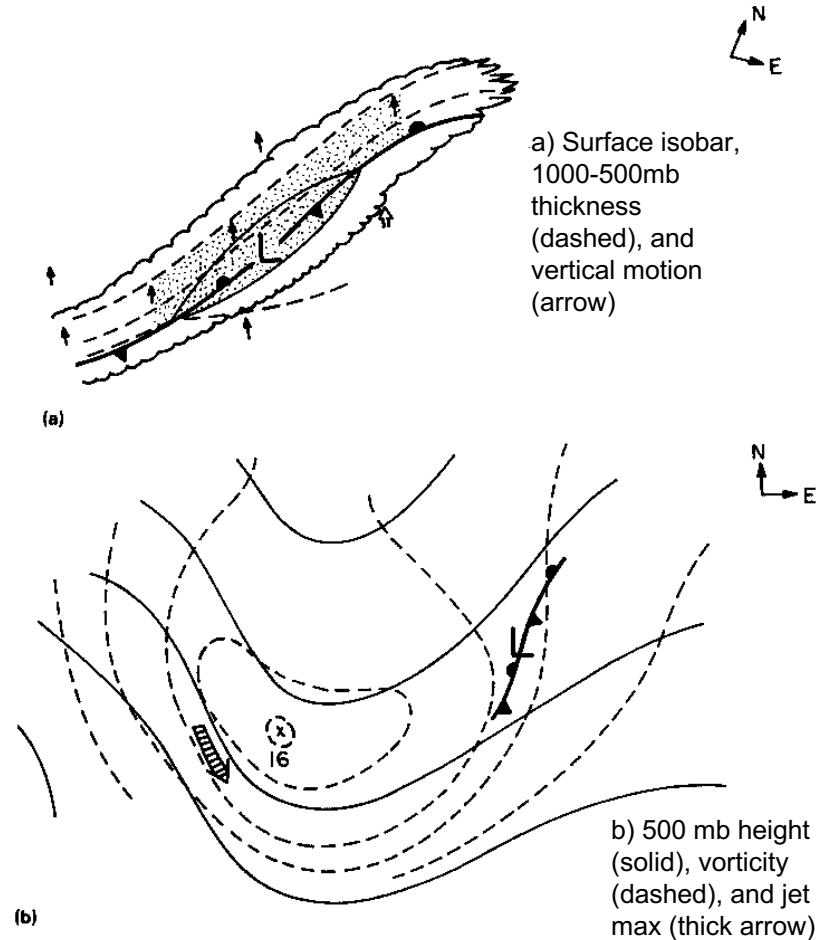 N
E
a) Surface isobar,
1000-500mb
thickness
(dashed), and
vertical motion
(arrow)
L
(a)
N
E
L
x
16
b) 500 mb height
(solid), vorticity
(dashed), and jet
max (thick arrow)
(b)